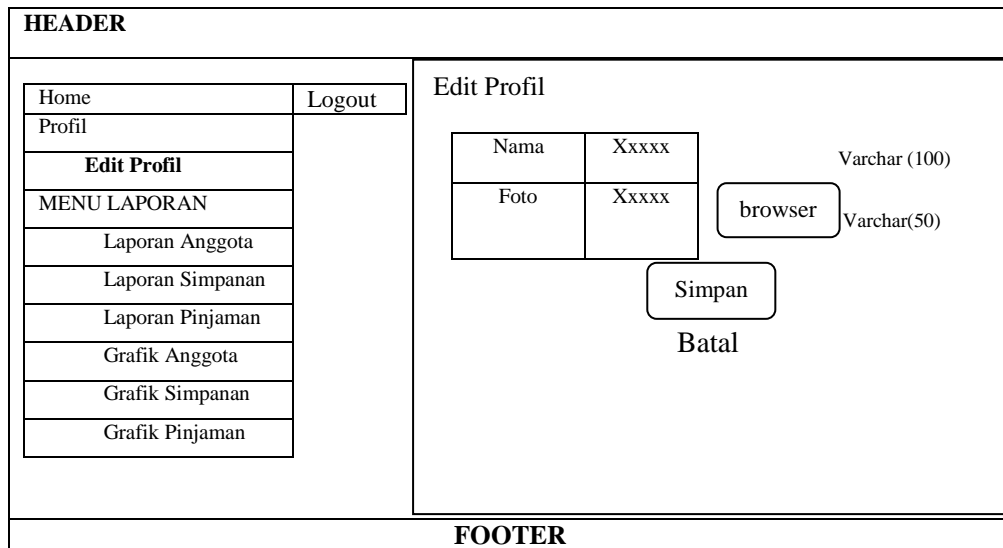 HEADER
Home
Logout
Profil
Edit Profil
MENU LAPORAN
Laporan Anggota
Laporan Simpanan
Laporan Pinjaman
Grafik Anggota
Grafik Simpanan
Grafik Pinjaman
Edit Profil
Nama
Xxxxx
Varchar (100)
Foto
Xxxxx
browser
Varchar(50)
Simpan
Batal
FOOTER